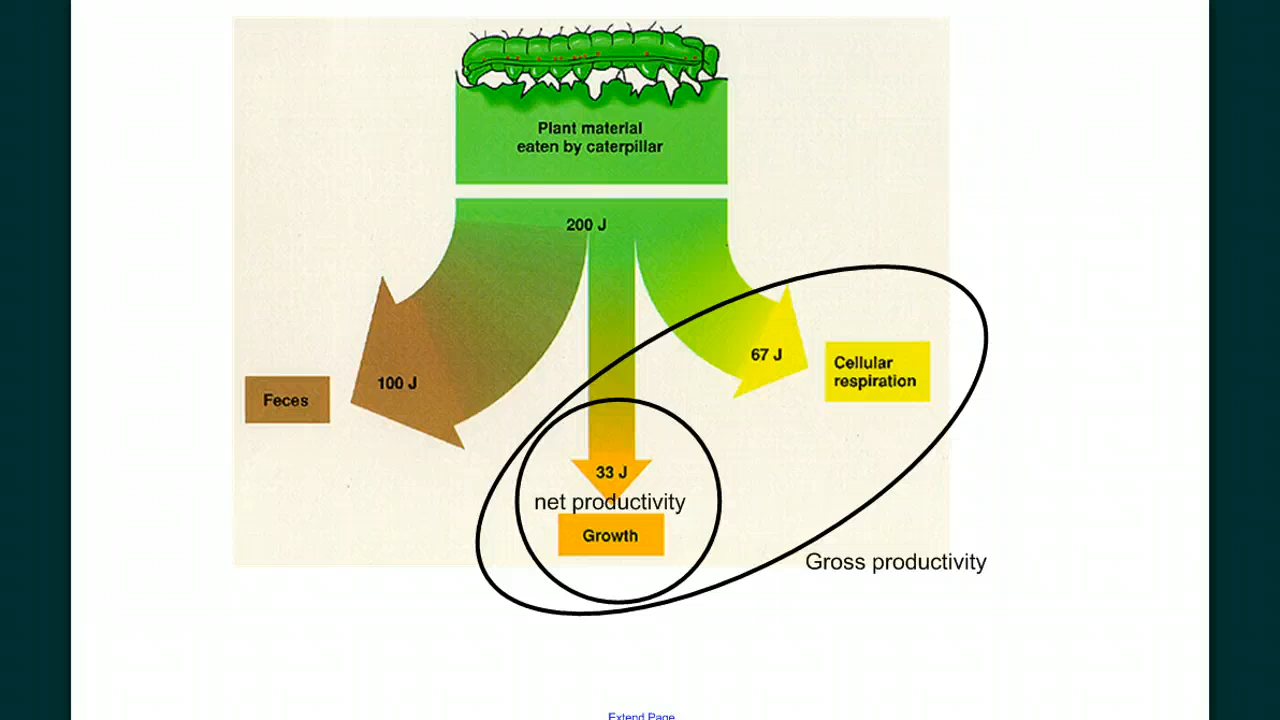 Plant material
eaten by caterpillar
200 J
67 J
Cellular
respiration
100 J
Feces
33 J
net productivity
Growth
Gross productivity
Extend Page